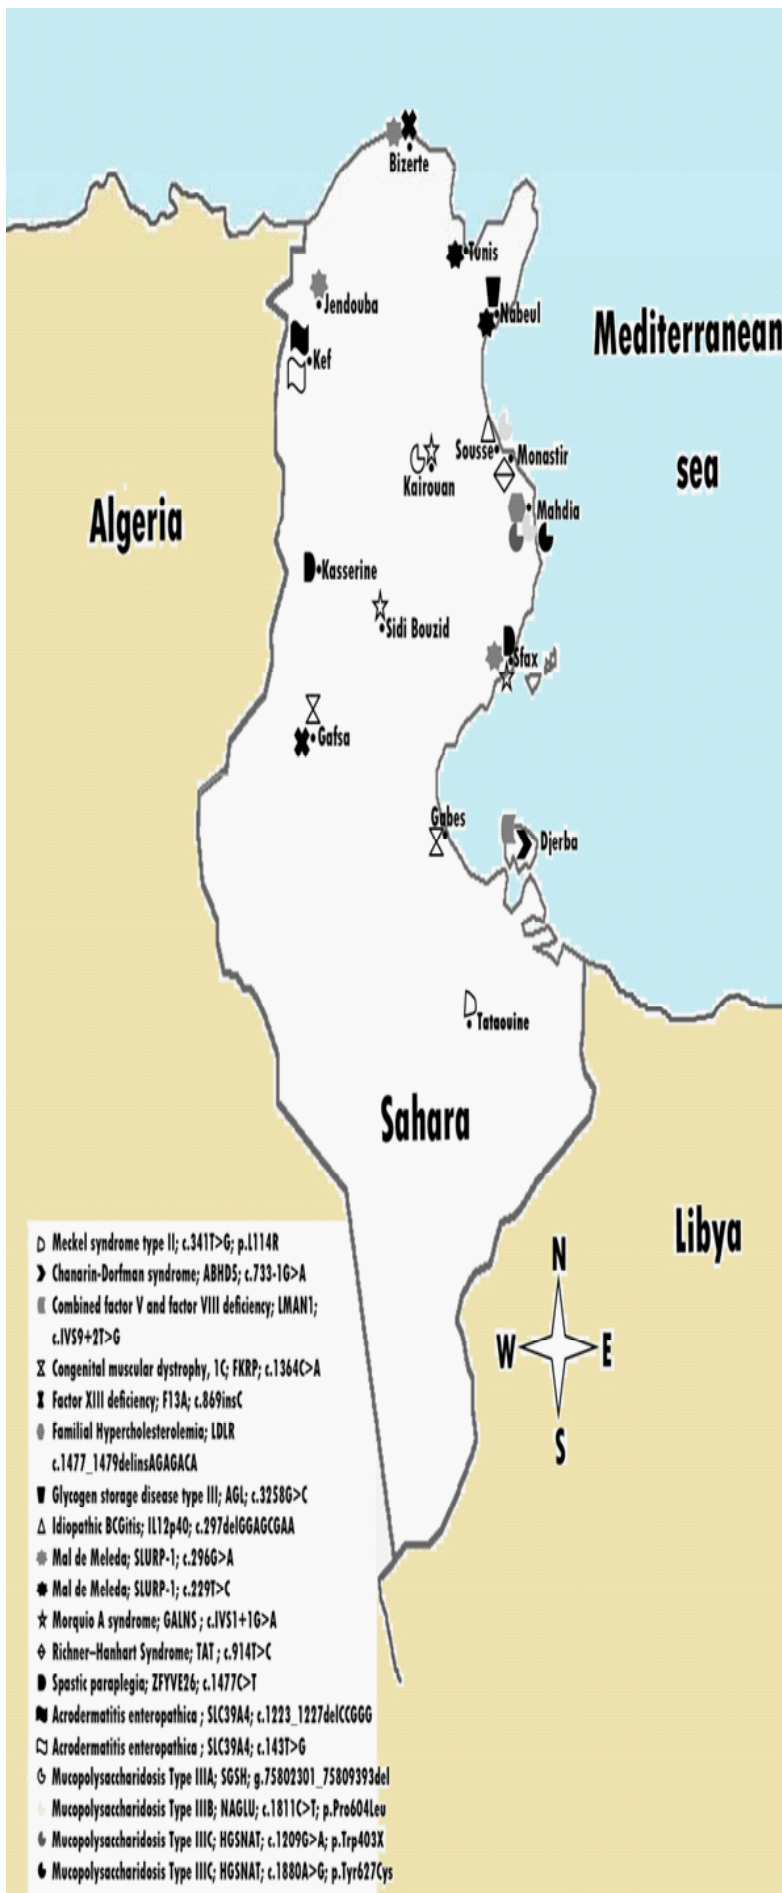 Bizerte
Tunis
Jendouba
Nabeul
Mediterranean
Kef
Sousse
Monastir
sea
Kairouan
Algeria
Mahdia
Kasserine
Sidi Bouzid
Sfax
Gafsa
Gabes
Djerba
Tataouine
Sahara
Libya
Meckel syndrome type II; c.341T>G; p.L114R
Chanarin-Dorfman syndrome; ABHD5; c.733-1G>A
Combined factor V and factor VIII deficiency; LMAN1;
c.IVS9+2T>G
Congenital muscular dystrophy, 1C; FKRP; c.1364C>A
Factor XIII deficiency; F13A; c.869insC
Familial Hypercholesterolemia; LDLR
c.1477_1479delinsAGAGACA
Glycogen storage disease type III; AGL; c.3258G>C
Idiopathic BCGitis; IL12p40; c.297delGGAGCGAA
Mal de Meleda; SLURP-1; c.296G>A
Mal de Meleda; SLURP-1; c.229T>C
Morquio A syndrome; GALNS ; c.IVS1+1G>A
Richner–Hanhart Syndrome; TAT ; c.914T>C
Spastic paraplegia; ZFYVE26; c.1477C>T
Acrodermatitis enteropathica ; SLC39A4; c.1223_1227delCCGGG
Acrodermatitis enteropathica ; SLC39A4; c.143T>G
Mucopolysaccharidosis Type IIIA; SGSH; g.75802301_75809393del
Mucopolysaccharidosis Type IIIB; NAGLU; c.1811C>T; p.Pro604Leu
Mucopolysaccharidosis Type IIIC; HGSNAT; c.1209G>A; p.Trp403X
Mucopolysaccharidosis Type IIIC; HGSNAT; c.1880A>G; p.Tyr627Cys
N
W E
S